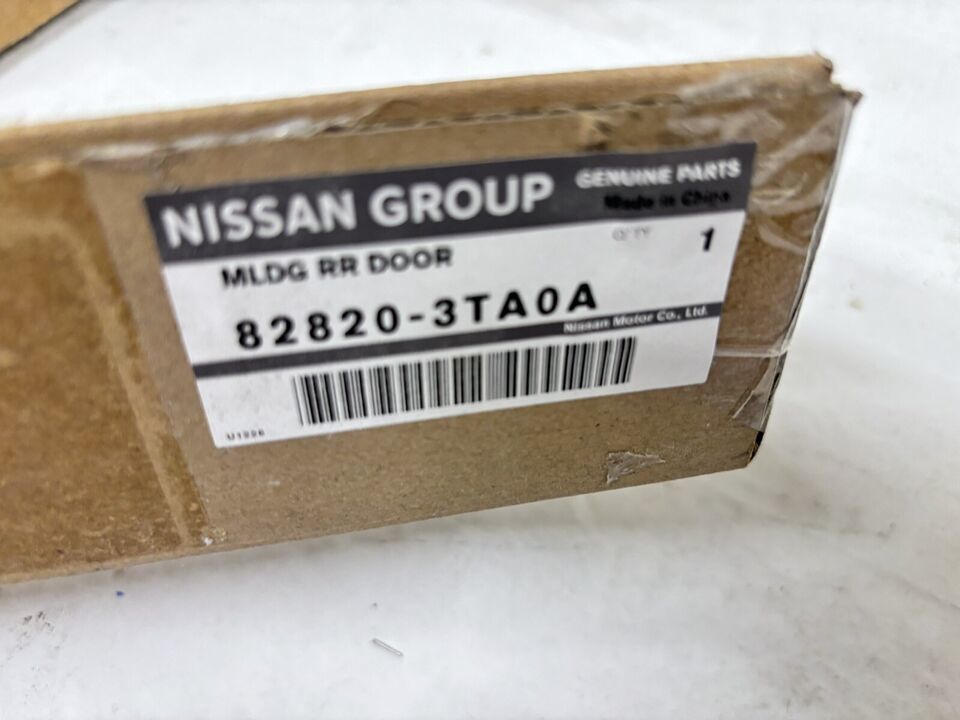 NISSAN GROUP
GENUINE PARTS
Made in China
MLDG RR DOOR
Q'TY 1
82820-3TA0A
Nissan Motor Co., Ltd.